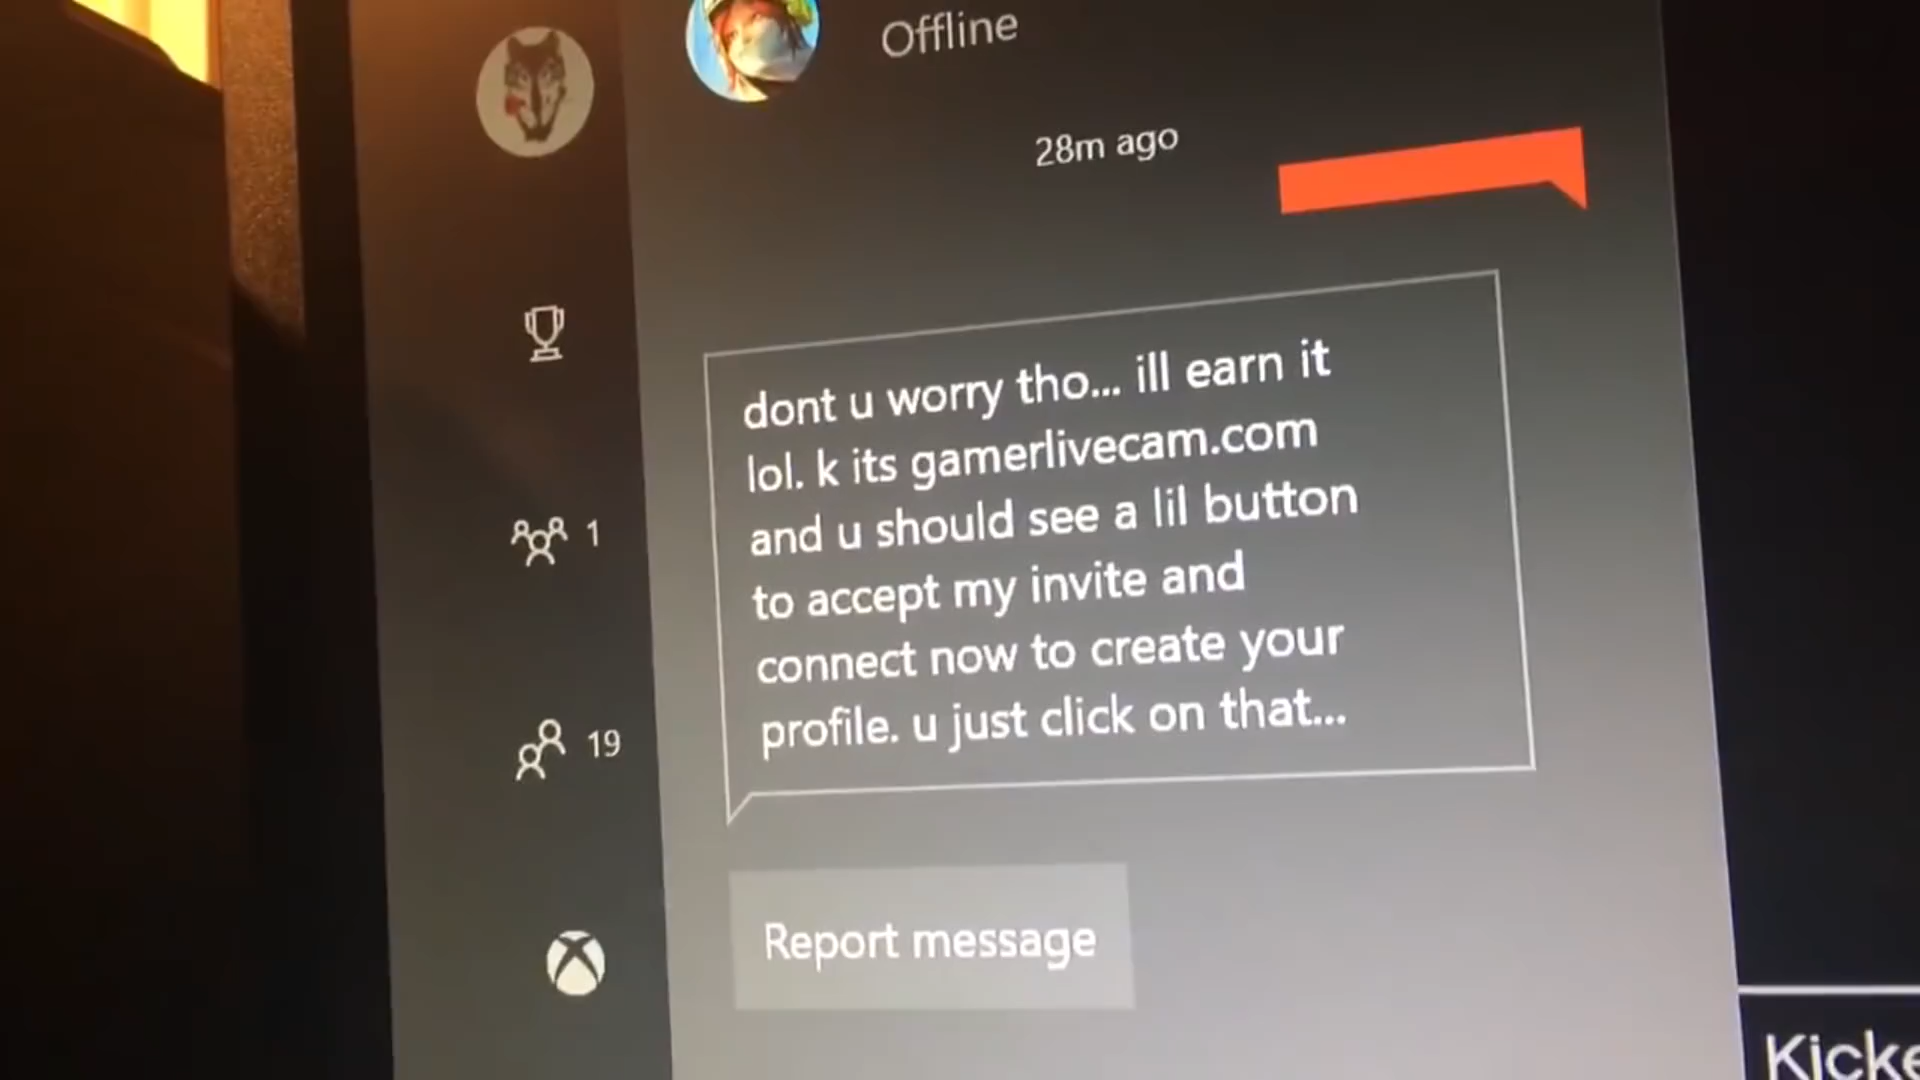 Offline
28m ago
dont u worry tho... ill earn it
lol. k its gamerlivecam.com
and u should see a lil button
to accept my invite and
connect now to create your
profile. u just click on that...
1
19
Report message